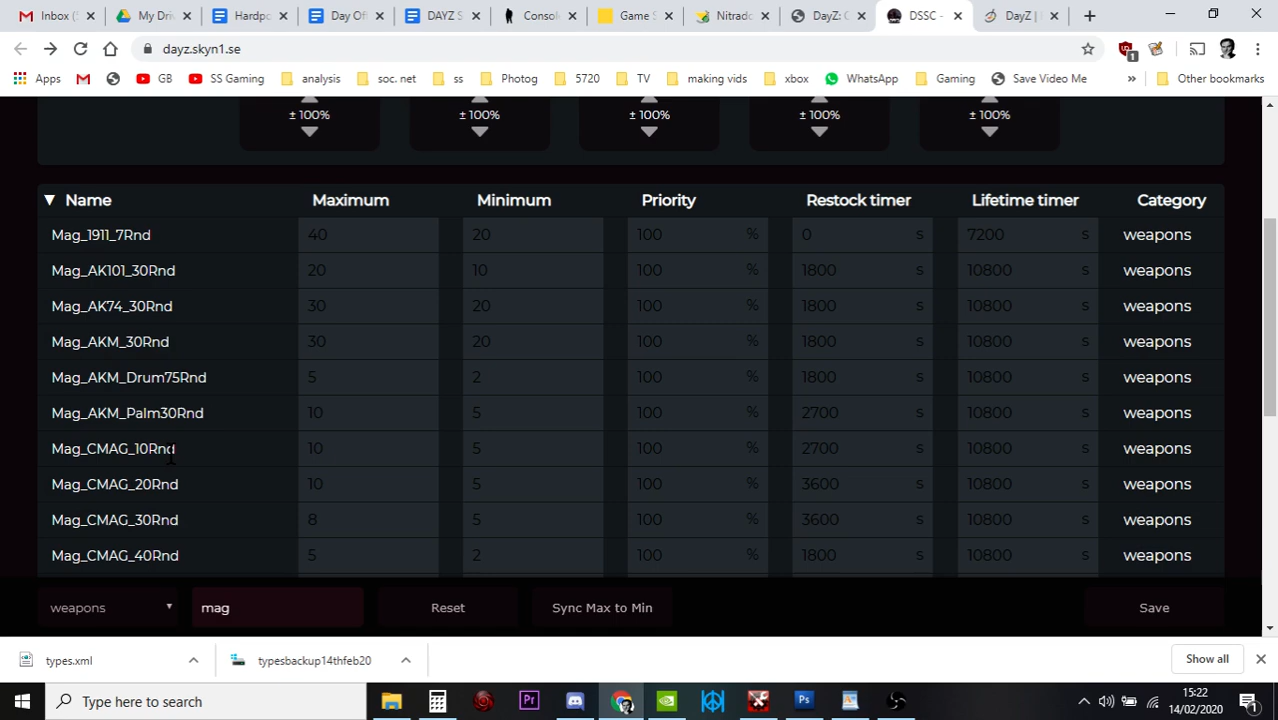 Inbox (
My Dri
Hardpo
Day Of
DAYZ S
Consol
Game
Nitrado
DayZ:
DSSC -
DayZ |
dayz.skyn1.se
1
Apps
GB
SS Gaming
analysis
soc. net
ss
Photog
5720
TV
making vids
xbox
WhatsApp
Gaming
Save Video Me
»
Other bookmarks
± 100% ± 100% ± 100% ± 100% ± 100%
▼ Name Maximum Minimum Priority Restock timer Lifetime timer Category
Mag_1911_7Rnd 40 20 100 % 0 s 7200 s weapons
Mag_AK101_30Rnd 20 10 100 % 1800 s 10800 s weapons
Mag_AK74_30Rnd 30 20 100 % 1800 s 10800 s weapons
Mag_AKM_30Rnd 30 20 100 % 1800 s 10800 s weapons
Mag_AKM_Drum75Rnd 5 2 100 % 1800 s 10800 s weapons
Mag_AKM_Palm30Rnd 10 5 100 % 2700 s 10800 s weapons
Mag_CMAG_10Rnd 10 5 100 % 2700 s 10800 s weapons
Mag_CMAG_20Rnd 10 5 100 % 3600 s 10800 s weapons
Mag_CMAG_30Rnd 8 5 100 % 3600 s 10800 s weapons
Mag_CMAG_40Rnd 5 2 100 % 1800 s 10800 s weapons
weapons mag Reset Sync Max to Min Save
types.xml typesbackup14thfeb20 Show all
Type here to search
Pr
Ps
15:22
14/02/2020
1